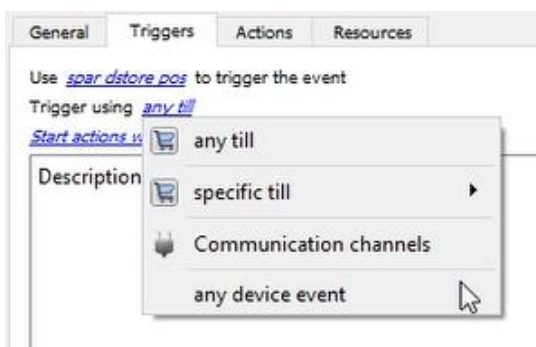 General Triggers Actions Resources
Use spar dstore pos to trigger the event
Trigger using any till
Start actions
any till
Description
specific till
Communication channels
any device event